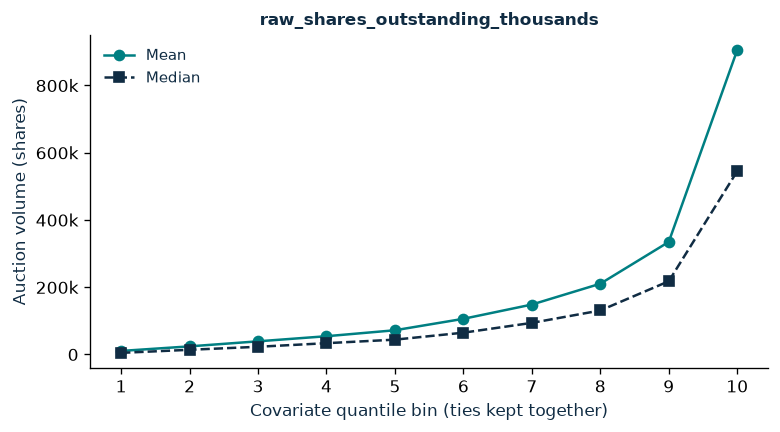 raw_shares_outstanding_thousands
Mean
Median
Auction volume (shares)
800k
600k
400k
200k
0
1 2 3 4 5 6 7 8 9 10
Covariate quantile bin (ties kept together)